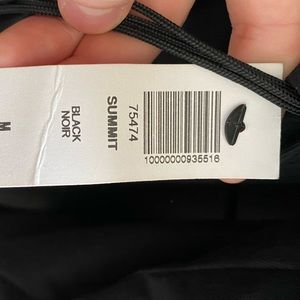 75474
10000000935516
SUMMIT
BLACK
NOIR
M